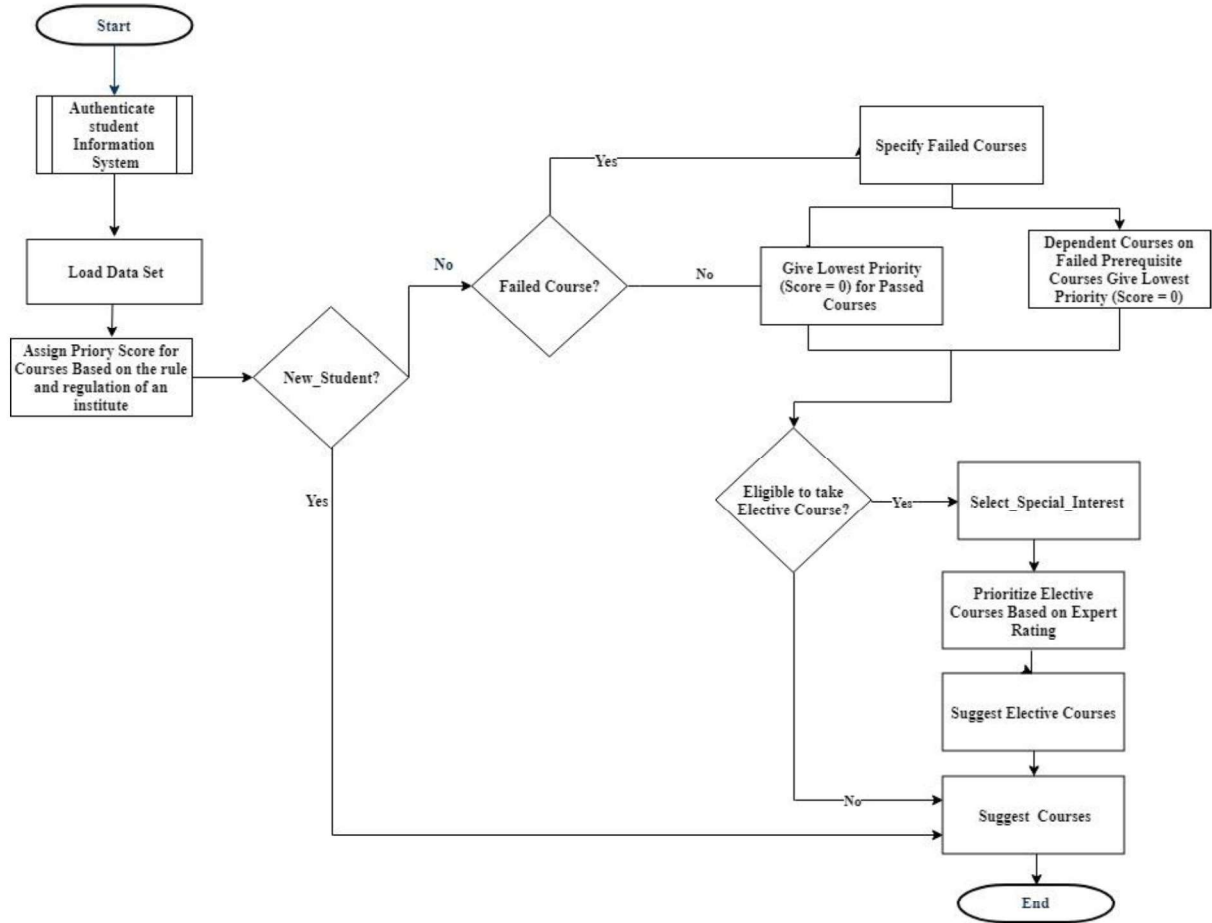 Start
Authenticate
student
Information
System
Load Data Set
Assign Priory Score for
Courses Based on the rule
and regulation of an
institute
New_Student?
Yes
No
Failed Course?
Yes
No
Specify Failed Courses
Give Lowest Priority
(Score = 0) for Passed
Courses
Dependent Courses on
Failed Prerequisite
Courses Give Lowest
Priority (Score = 0)
Eligible to take
Elective Course?
Yes
No
Select_Special_Interest
Prioritize Elective
Courses Based on Expert
Rating
Suggest Elective Courses
Suggest Courses
End